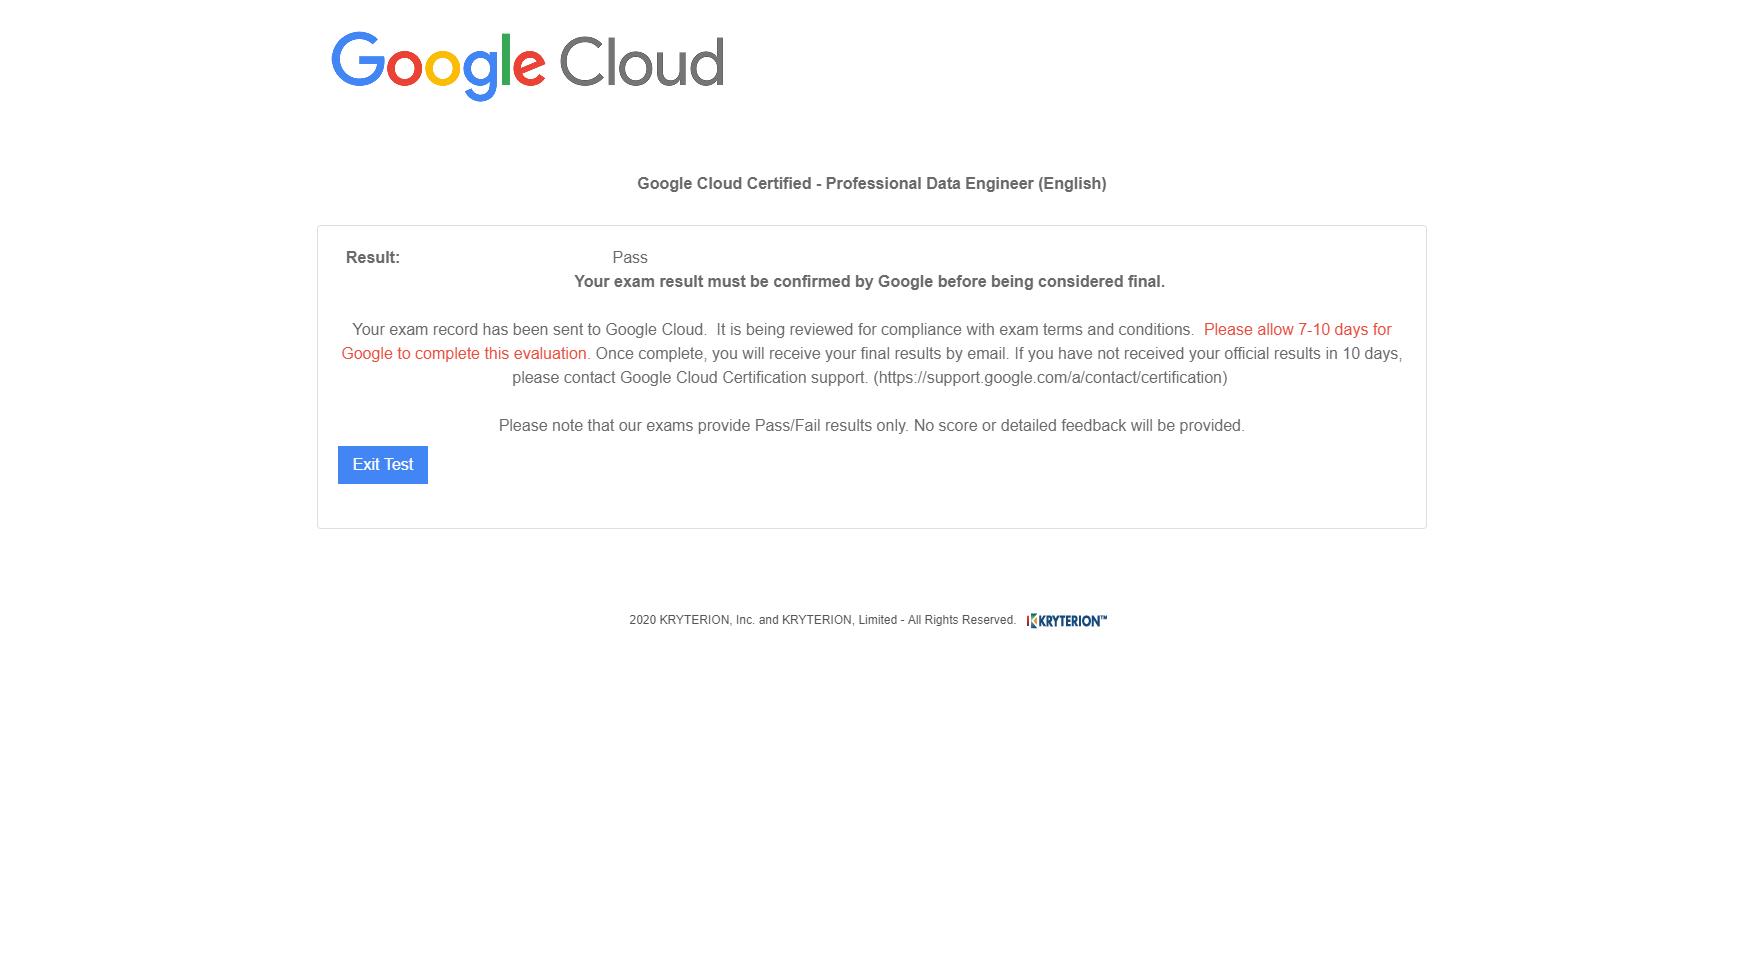 Google Cloud
Google Cloud Certified - Professional Data Engineer (English)
Result: Pass
Your exam result must be confirmed by Google before being considered final.
Your exam record has been sent to Google Cloud. It is being reviewed for compliance with exam terms and conditions. Please allow 7-10 days for
Google to complete this evaluation. Once complete, you will receive your final results by email. If you have not received your official results in 10 days,
please contact Google Cloud Certification support. (https://support.google.com/a/contact/certification)
Please note that our exams provide Pass/Fail results only. No score or detailed feedback will be provided.
Exit Test
2020 KRYTERION, Inc. and KRYTERION, Limited - All Rights Reserved. KRYTERION™